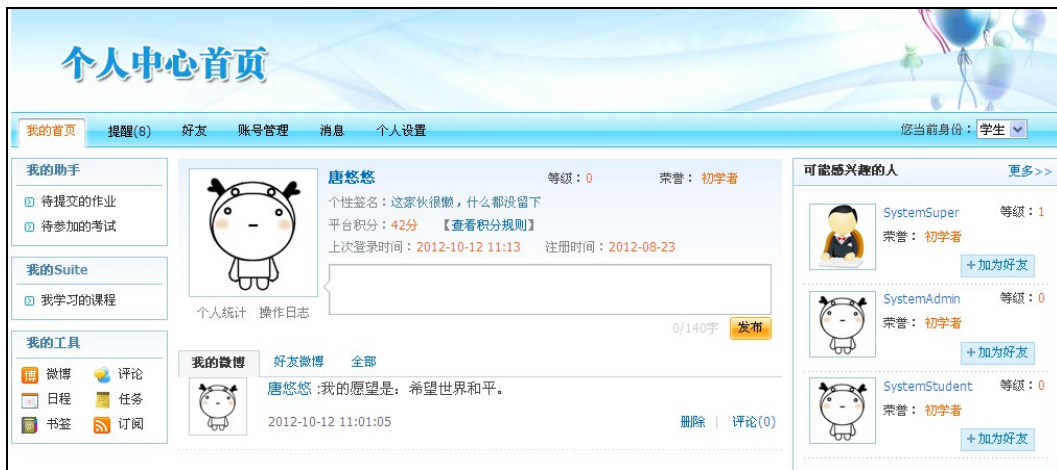 个人中心首页
我的首页 提醒(8) 好友 账号管理 消息 个人设置 您当前身份：学生
我的助手
待提交的作业
待参加的考试
我的Suite
我学习的课程
我的工具
微博 评论
日程 任务
书签 订阅
唐悠悠 等级：0 荣誉：初学者
个性签名：这家伙很懒，什么都没留下
平台积分：42分 【查看积分规则】
上次登录时间：2012-10-12 11:13 注册时间：2012-08-23
个人统计 操作日志
0/140字 发布
我的微博 好友微博 全部
唐悠悠 :我的愿望是：希望世界和平。
2012-10-12 11:01:05 删除 | 评论(0)
可能感兴趣的人 更多>>
SystemSuper 等级：1
荣誉：初学者
+加为好友
SystemAdmin 等级：0
荣誉：初学者
+加为好友
SystemStudent 等级：0
荣誉：初学者
+加为好友